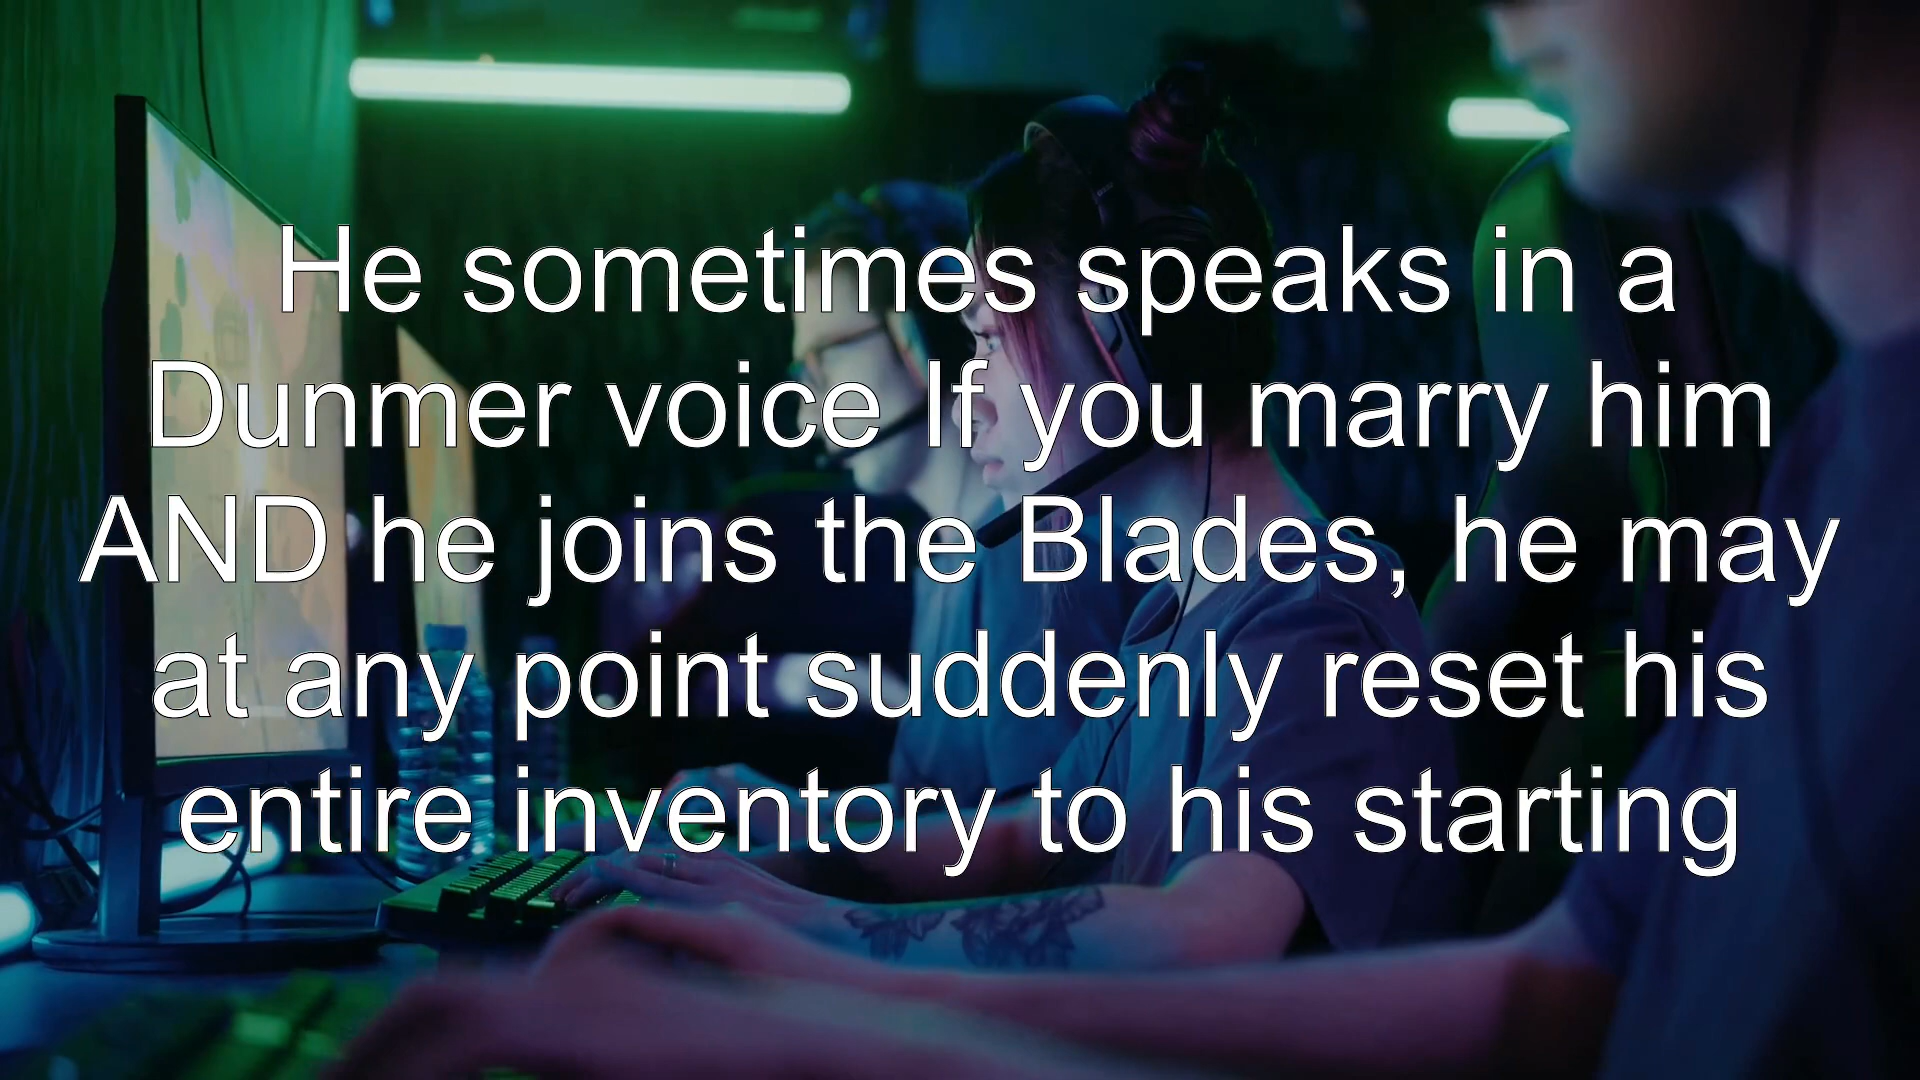 He sometimes speaks in a
Dunmer voice If you marry him
AND he joins the Blades, he may
at any point suddenly reset his
entire inventory to his starting